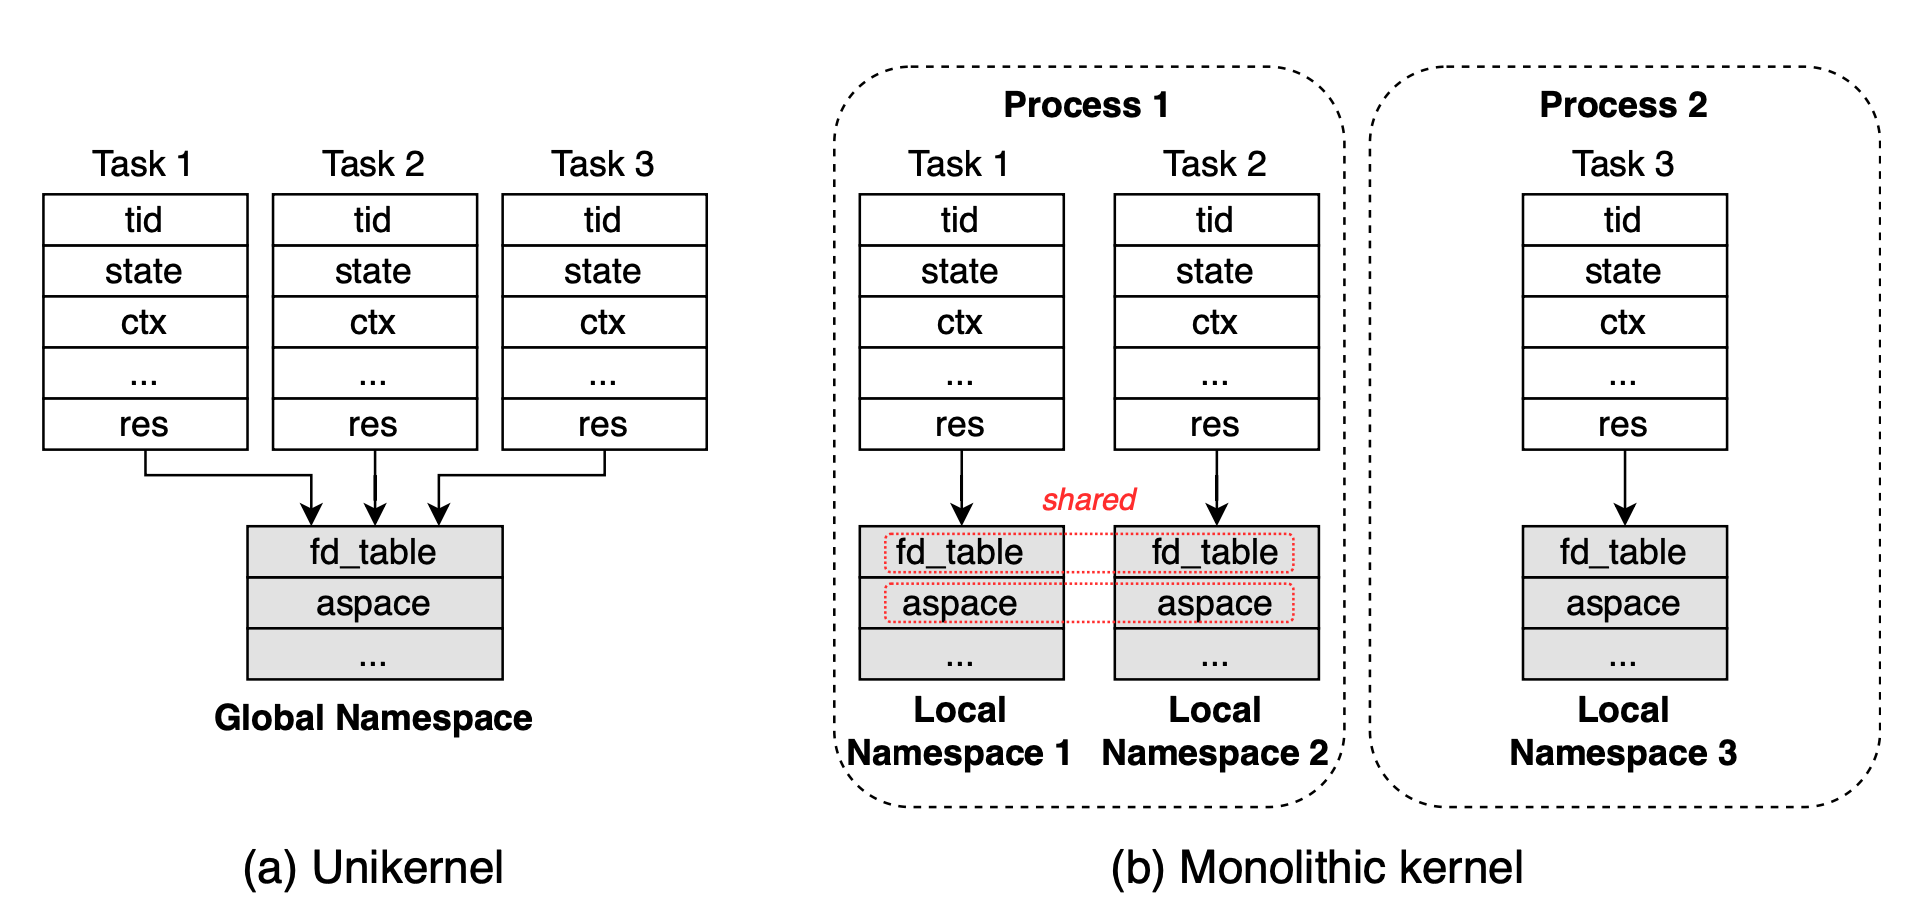 Task 1
tid
state
ctx
...
res
Task 2
tid
state
ctx
...
res
Task 3
tid
state
ctx
...
res
fd_table
aspace
...
Global Namespace
(a) Unikernel
Process 1
Task 1
tid
state
ctx
...
res
Task 2
tid
state
ctx
...
res
shared
fd_table
aspace
...
Local
Namespace 1
fd_table
aspace
...
Local
Namespace 2
Process 2
Task 3
tid
state
ctx
...
res
fd_table
aspace
...
Local
Namespace 3
(b) Monolithic kernel